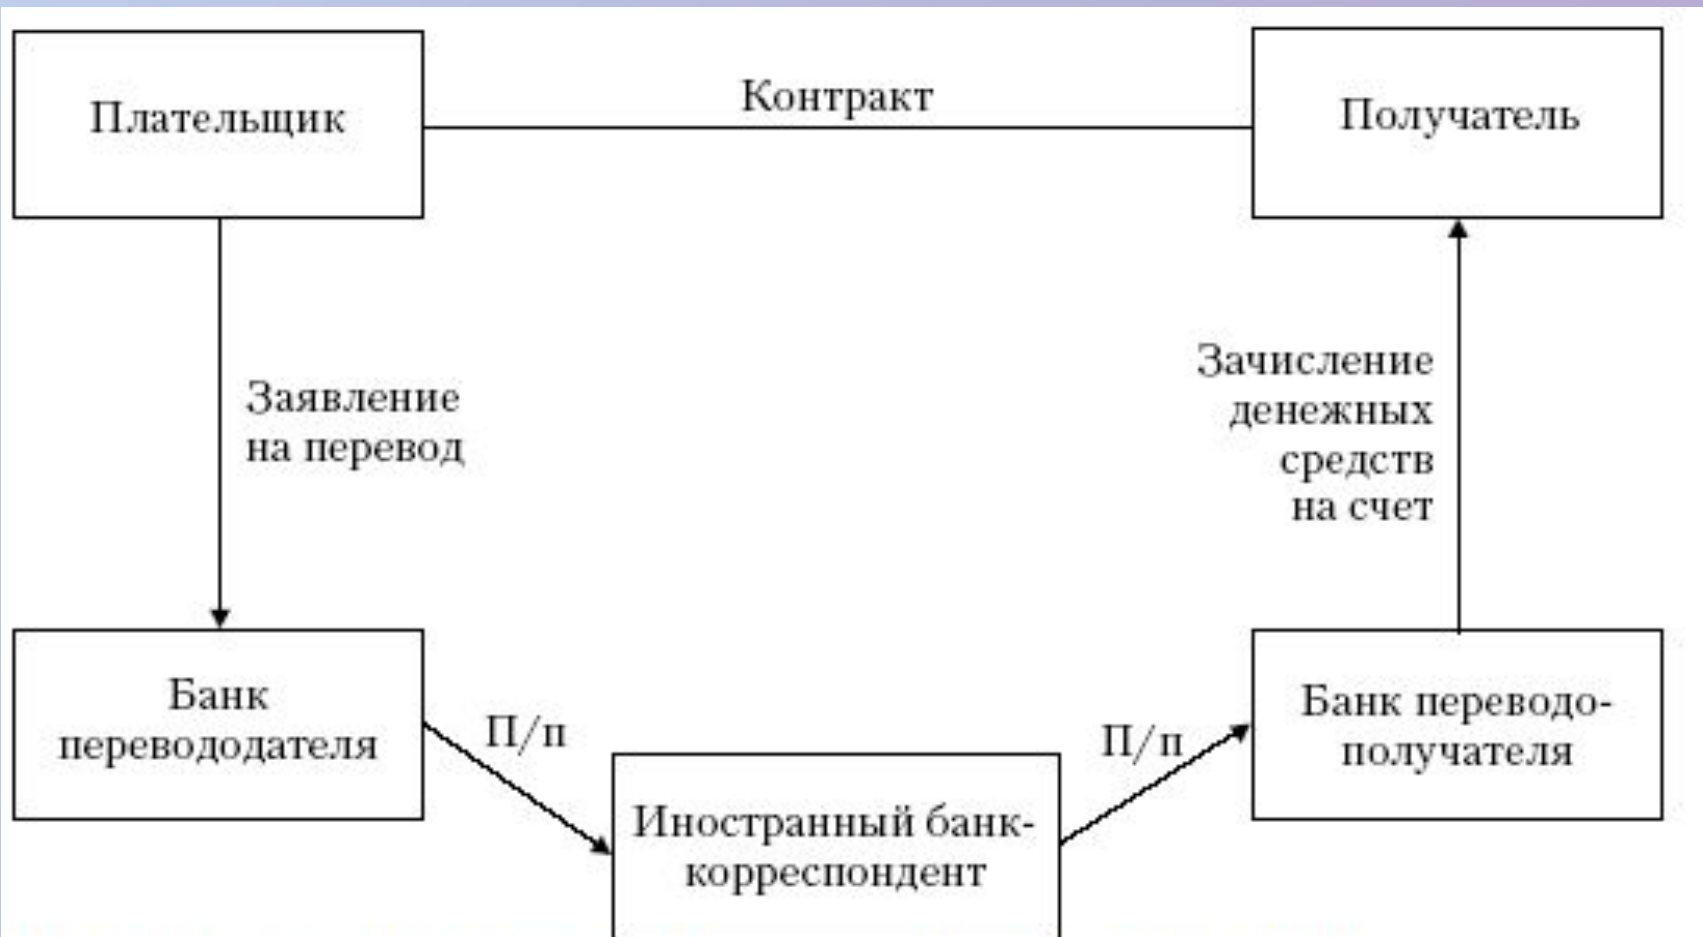 Плательщик
Контракт
Получатель
Заявление
на перевод
Зачисление
денежных
средств
на счет
Банк
перевододателя
П/п
Иностранный банк-
корреспондент
П/п
Банк переводо-
получателя